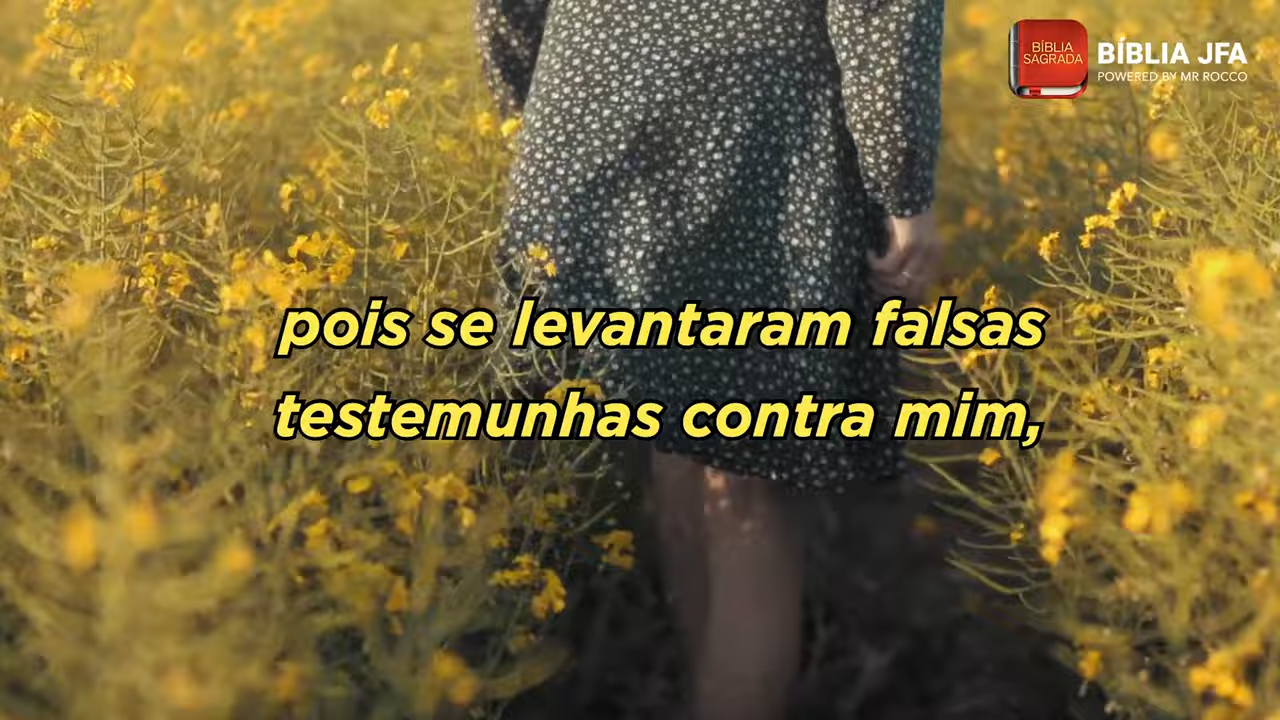 BÍBLIA
SAGRADA
BÍBLIA JFA
POWERED BY MR ROCCO
pois se levantaram falsas
testemunhas contra mim,